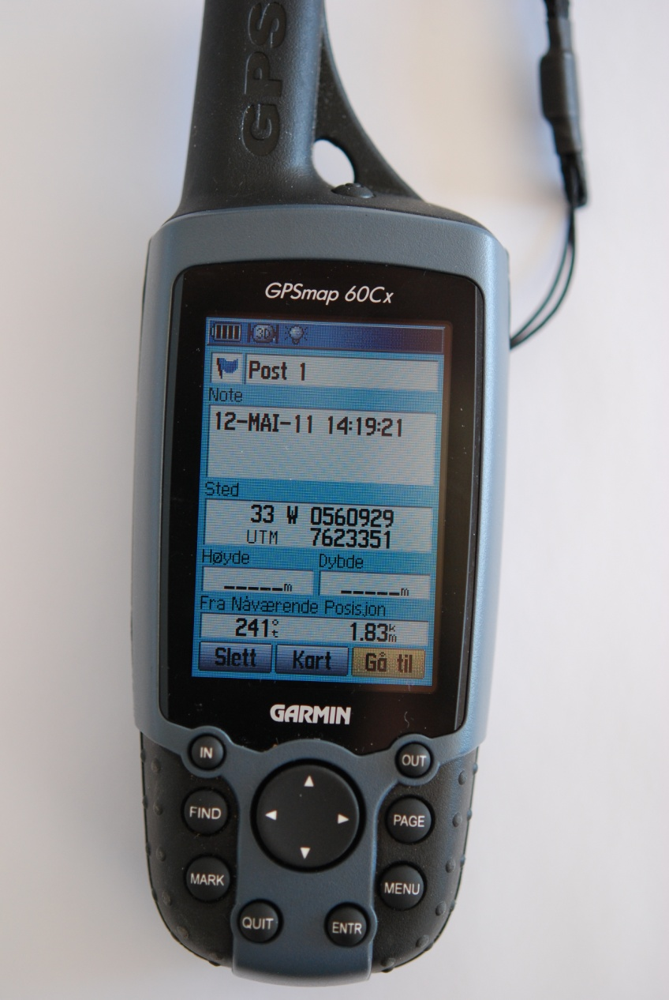 GPS
GPSmap 60Cx
3D
Post 1
Note
12-MAI-11 14:19:21
Sted
33 W 0560929
UTM 7623351
Høyde Dybde
_____m _____m
Fra Nåværende Posisjon
241°t 1.83km
Slett Kart Gå til
GARMIN
IN OUT
FIND PAGE
MARK MENU
QUIT ENTR